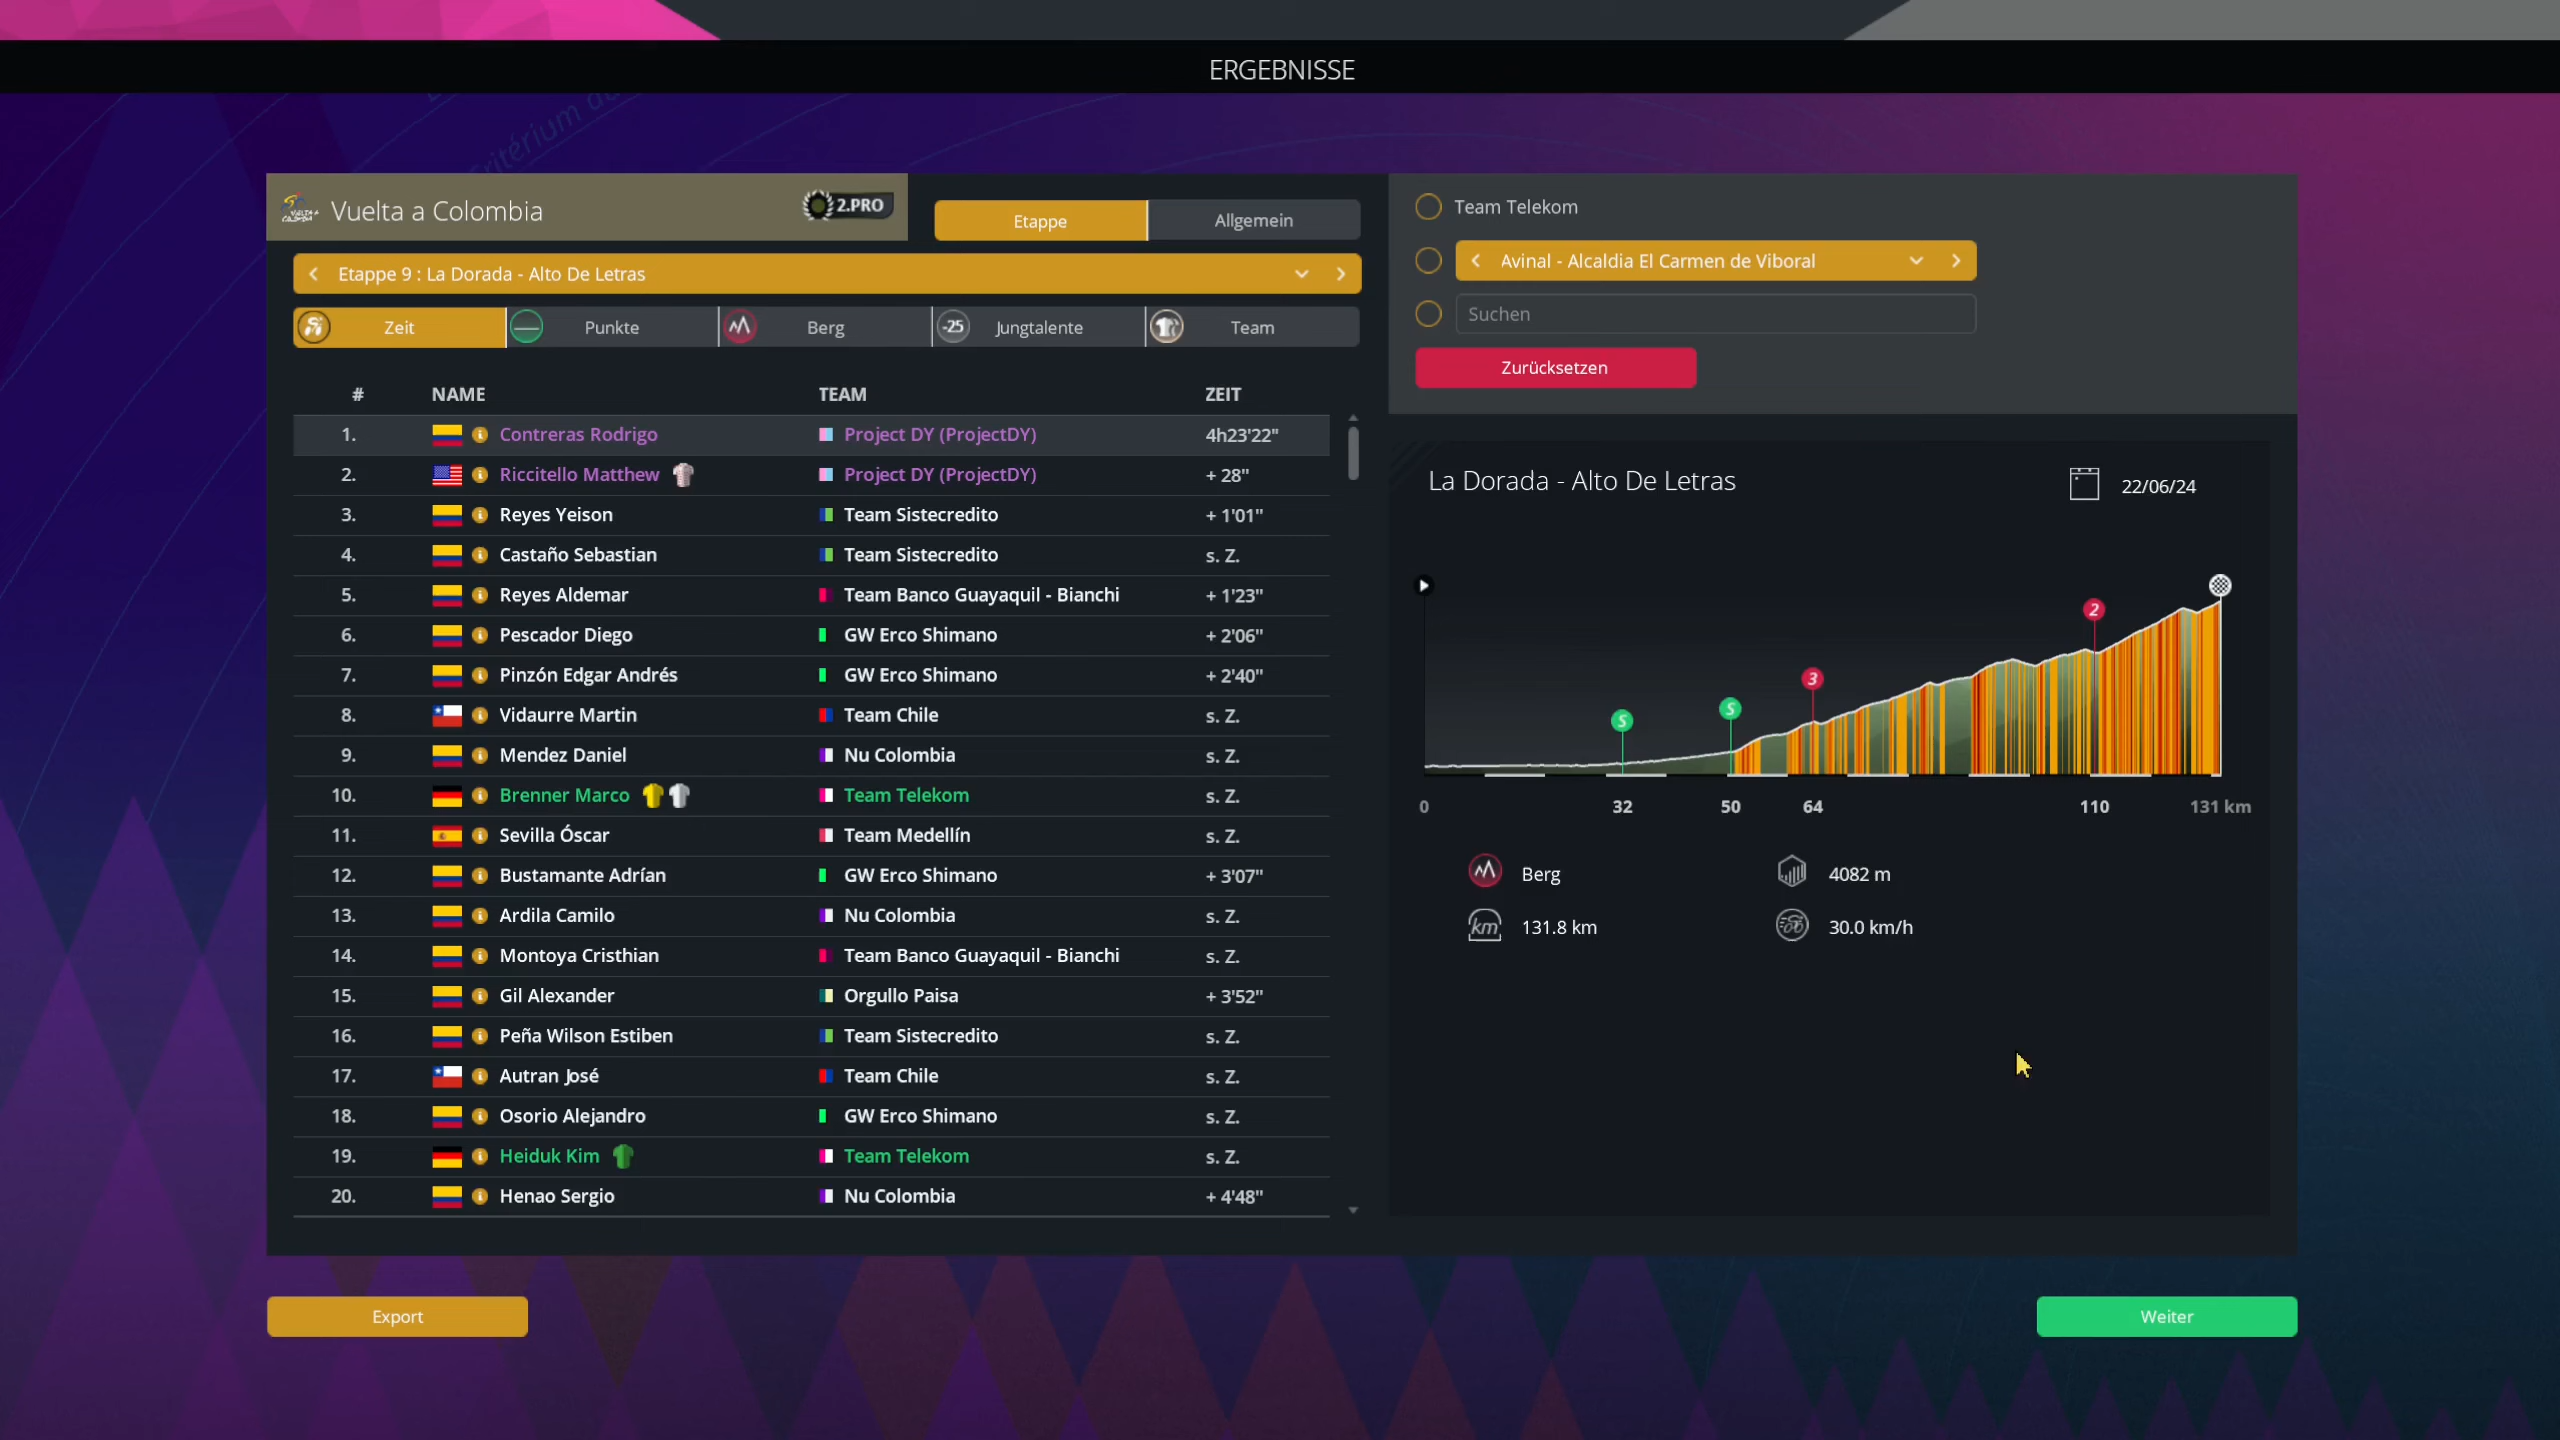 ERGEBNISSE
Vuelta a Colombia
2.PRO
Etappe
Allgemein
Etappe 9 : La Dorada - Alto De Letras
Zeit
Punkte
Berg
-25 Jungtalente
Team
# NAME TEAM ZEIT
1. Contreras Rodrigo Project DY (ProjectDY) 4h23'22"
2. Riccitello Matthew Project DY (ProjectDY) + 28"
3. Reyes Yeison Team Sistecredito + 1'01"
4. Castaño Sebastian Team Sistecredito s. Z.
5. Reyes Aldemar Team Banco Guayaquil - Bianchi + 1'23"
6. Pescador Diego GW Erco Shimano + 2'06"
7. Pinzón Edgar Andrés GW Erco Shimano + 2'40"
8. Vidaurre Martin Team Chile s. Z.
9. Mendez Daniel Nu Colombia s. Z.
10. Brenner Marco Team Telekom s. Z.
11. Sevilla Óscar Team Medellín s. Z.
12. Bustamante Adrían GW Erco Shimano + 3'07"
13. Ardila Camilo Nu Colombia s. Z.
14. Montoya Cristhian Team Banco Guayaquil - Bianchi s. Z.
15. Gil Alexander Orgullo Paisa + 3'52"
16. Peña Wilson Estiben Team Sistecredito s. Z.
17. Autran José Team Chile s. Z.
18. Osorio Alejandro GW Erco Shimano s. Z.
19. Heiduk Kim Team Telekom s. Z.
20. Henao Sergio Nu Colombia + 4'48"
Team Telekom
Avinal - Alcaldia El Carmen de Viboral
Suchen
Zurücksetzen
La Dorada - Alto De Letras
22/06/24
S S 3 2
0 32 50 64 110 131 km
Berg
4082 m
km 131.8 km
30.0 km/h
Export
Weiter